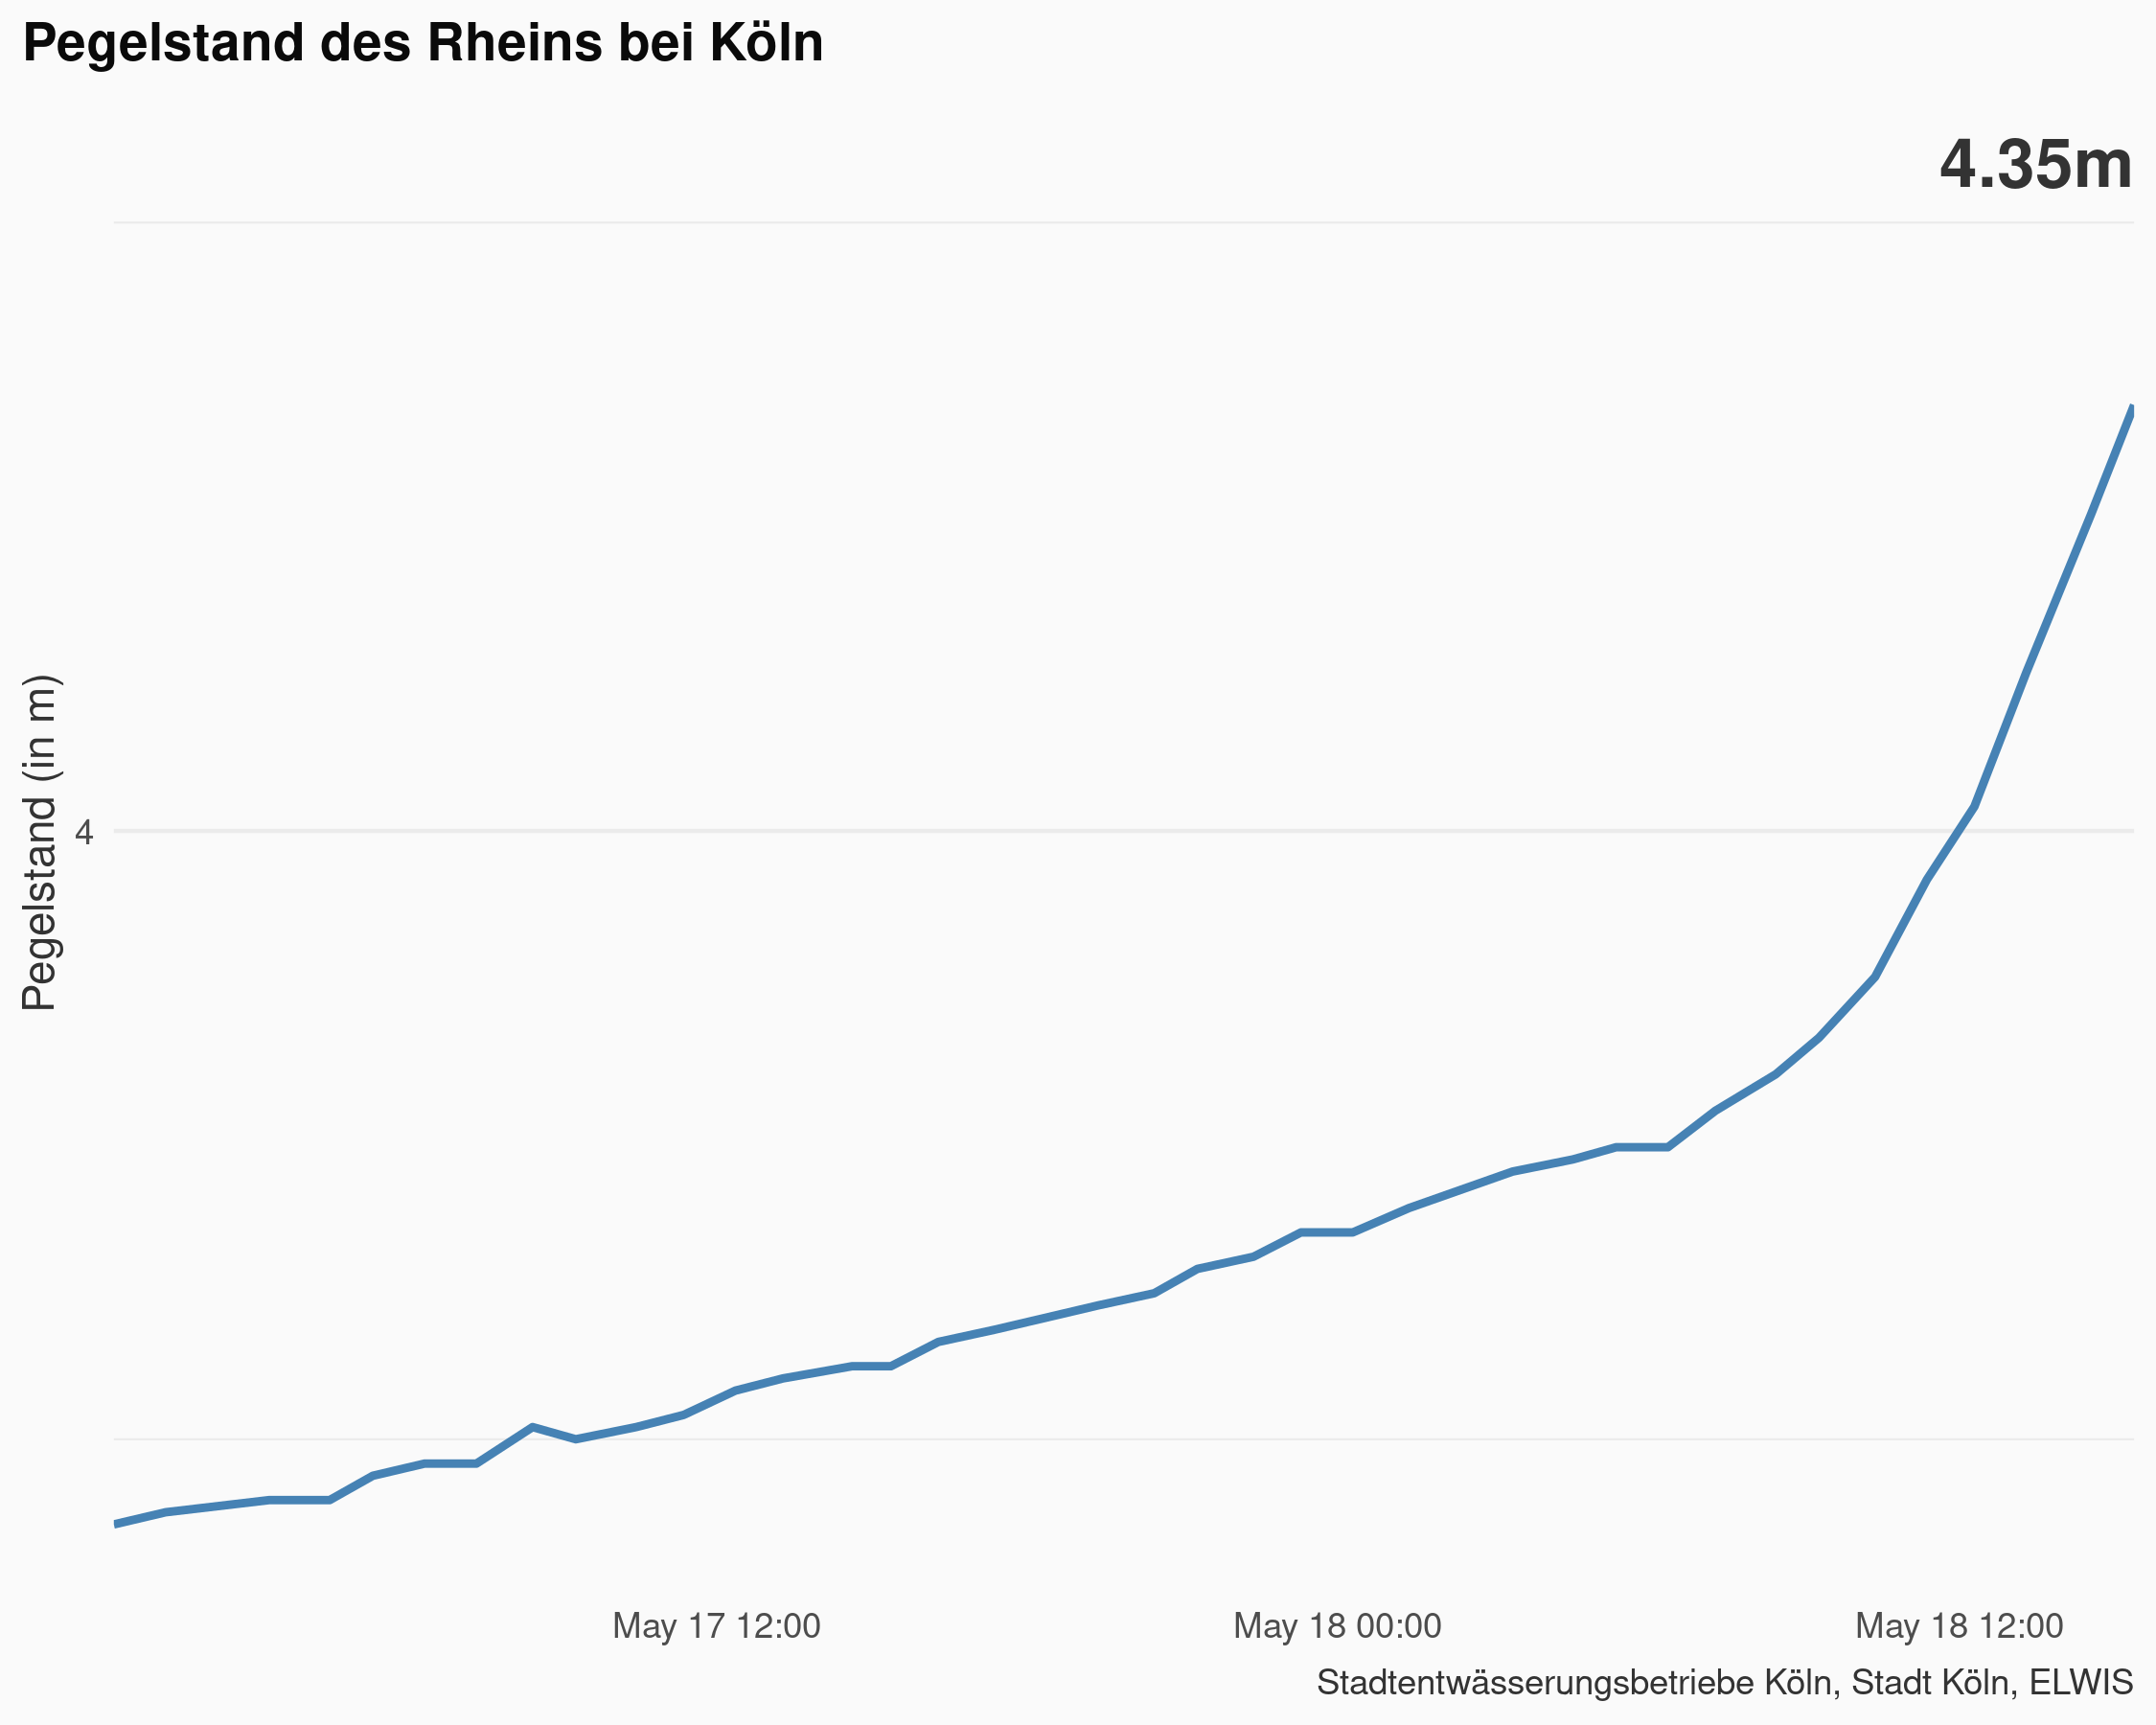 Pegelstand des Rheins bei Köln
4.35m
Pegelstand (in m)
4
May 17 12:00
May 18 00:00
May 18 12:00
Stadtentwässerungsbetriebe Köln, Stadt Köln, ELWIS